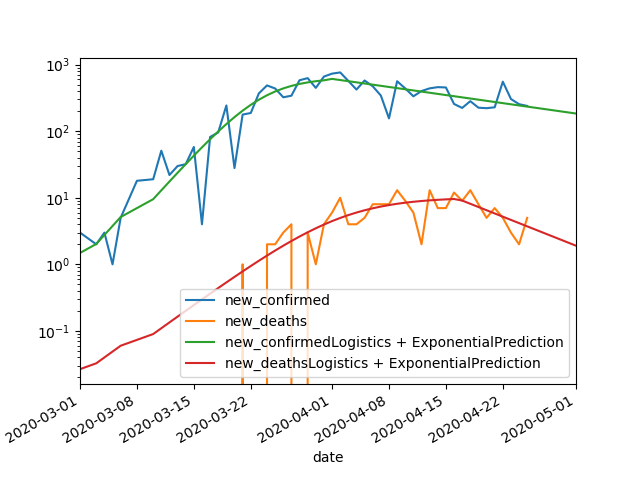 10³
10²
10¹
10⁰
10⁻¹
new_confirmed
new_deaths
new_confirmedLogistics + ExponentialPrediction
new_deathsLogistics + ExponentialPrediction
2020-03-01
2020-03-08
2020-03-15
2020-03-22
2020-04-01
2020-04-08
2020-04-15
2020-04-22
2020-05-01
date